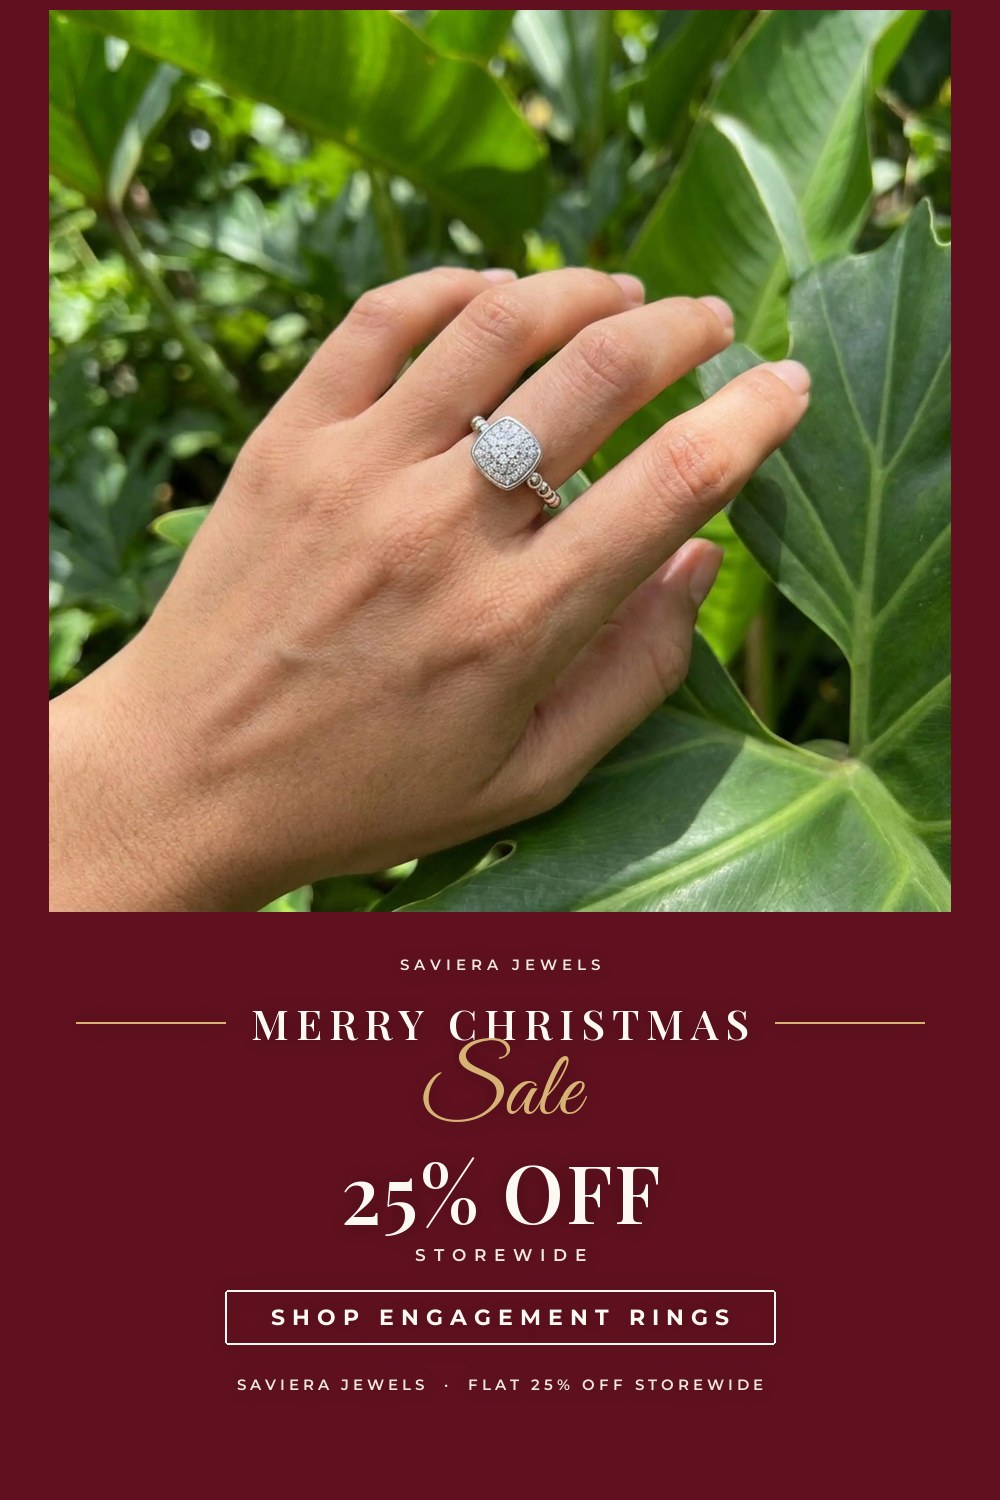 SAVIERA JEWELS
MERRY CHRISTMAS
Sale
25% OFF
STOREWIDE
SHOP ENGAGEMENT RINGS
SAVIERA JEWELS · FLAT 25% OFF STOREWIDE